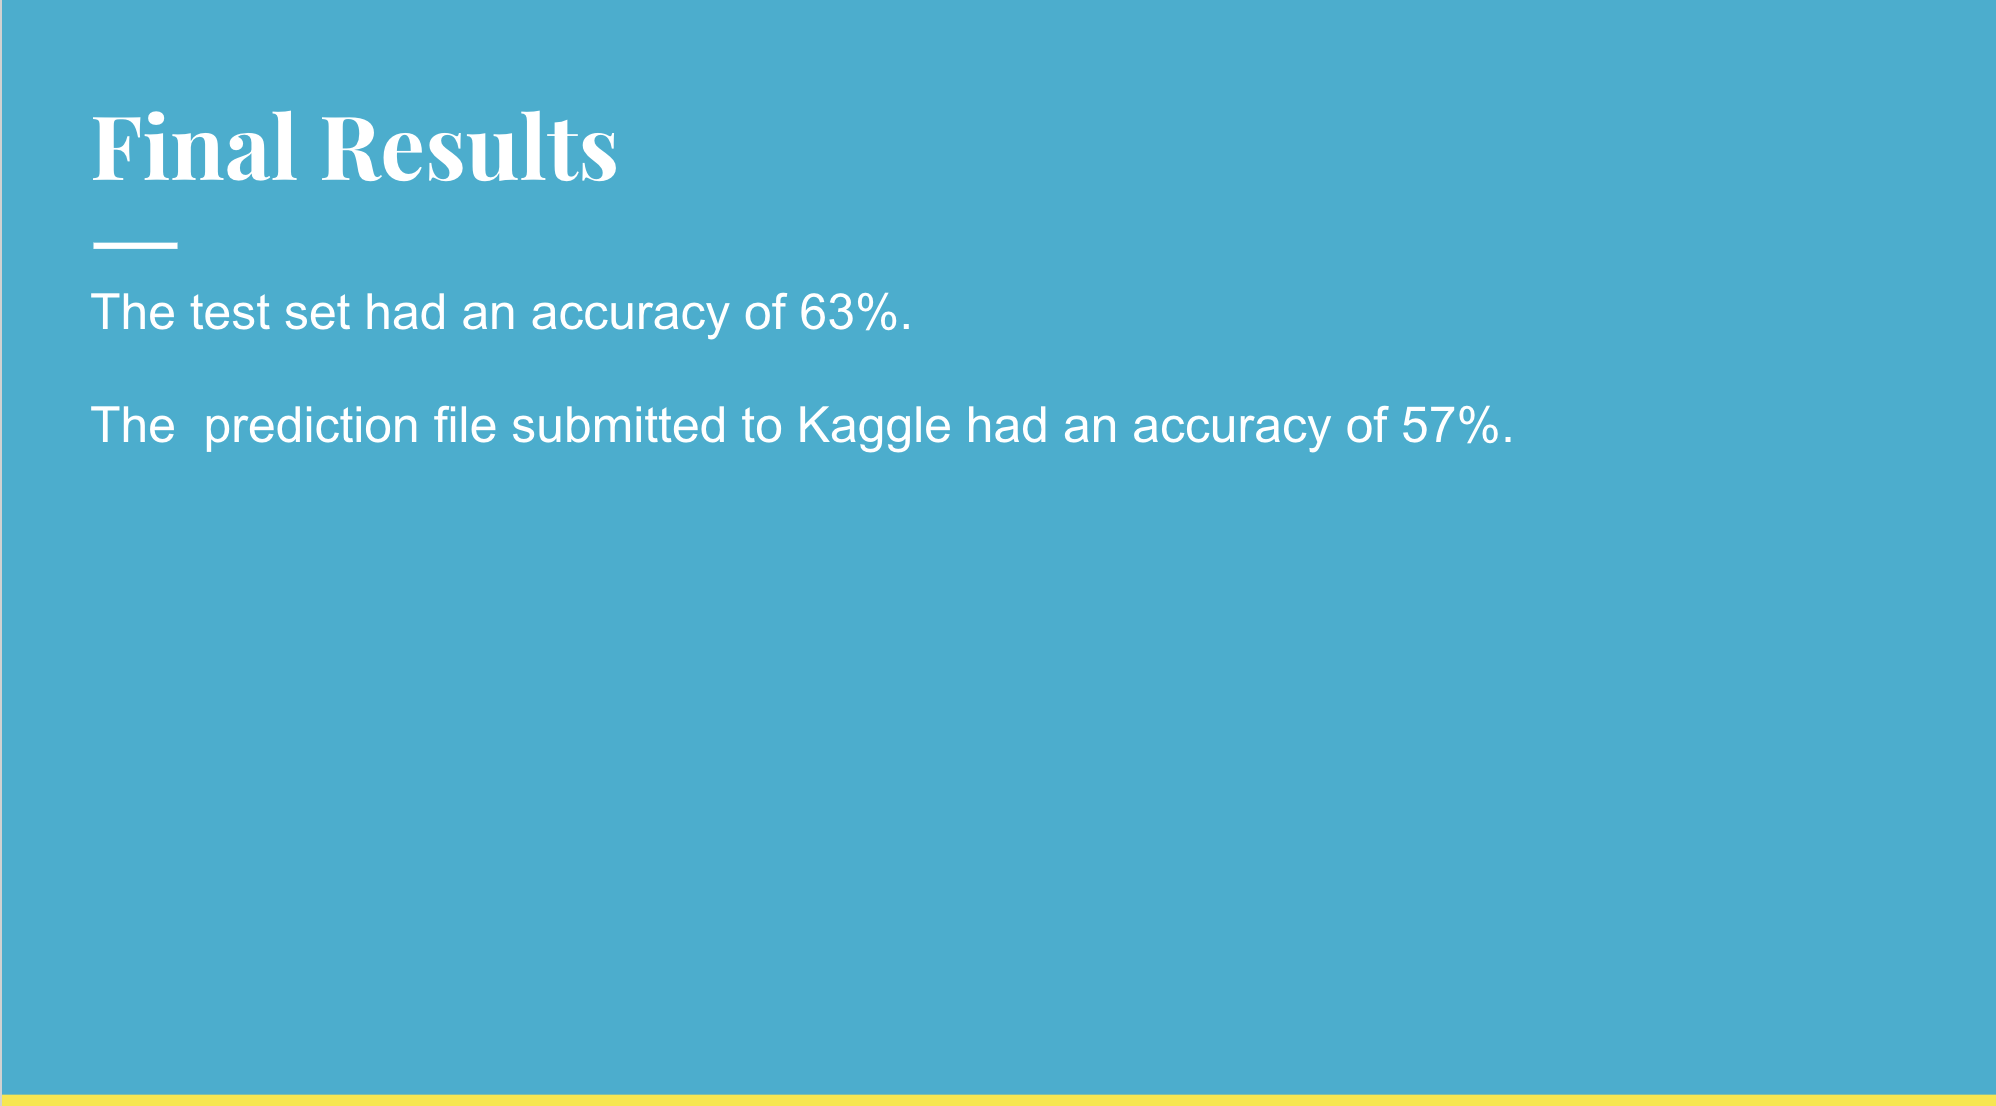 Final Results
The test set had an accuracy of 63%.
The  prediction file submitted to Kaggle had an accuracy of 57%.